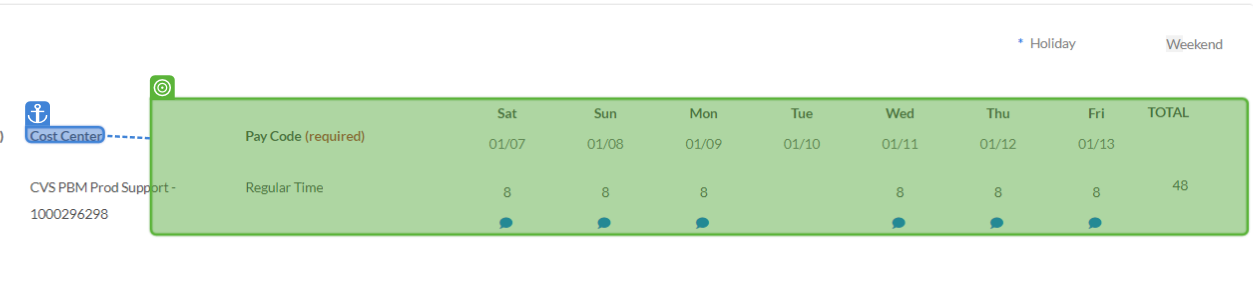 * Holiday Weekend
Sat Sun Mon Tue Wed Thu Fri TOTAL
) Cost Center Pay Code (required)
01/07 01/08 01/09 01/10 01/11 01/12 01/13
CVS PBM Prod Support - Regular Time 8 8 8 8 8 8 48
1000296298